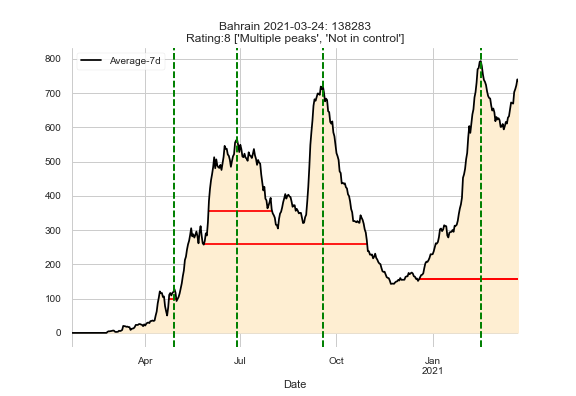 Bahrain 2021-03-24: 138283
Rating:8 ['Multiple peaks', 'Not in control']
Average-7d
800
700
600
500
400
300
200
100
0
Apr
Jul
Oct
Jan
2021
Date